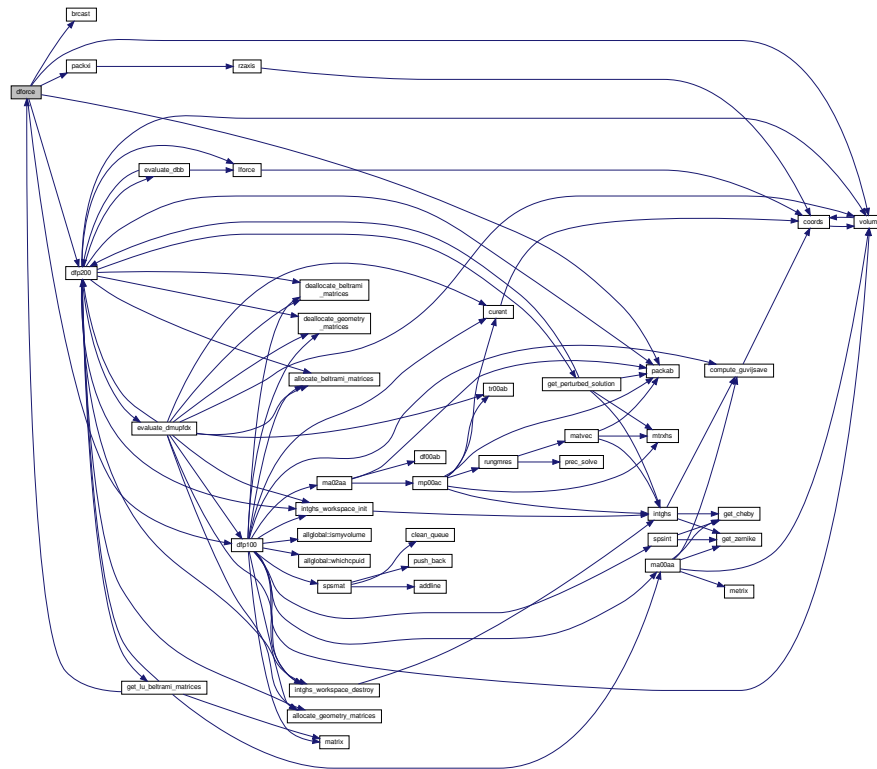 brcast
packxi
rzaxis
dforce
evaluate_dbb
lforce
coords
volume
dfp200
deallocate_beltrami
_matrices
deallocate_geometry
_matrices
curent
allocate_beltrami_matrices
get_perturbed_solution
packab
compute_guvijsave
tr00ab
evaluate_dmupfdx
matvec
mtrxhs
df00ab
rungmres
prec_solve
ma02aa
mp00ac
intghs_workspace_init
intghs
get_cheby
allglobal::ismyvolume
clean_queue
spsint
get_zernike
dfp100
allglobal::whichcpuid
push_back
ma00aa
spsmat
addline
metrix
get_lu_beltrami_matrices
intghs_workspace_destroy
allocate_geometry_matrices
matrix